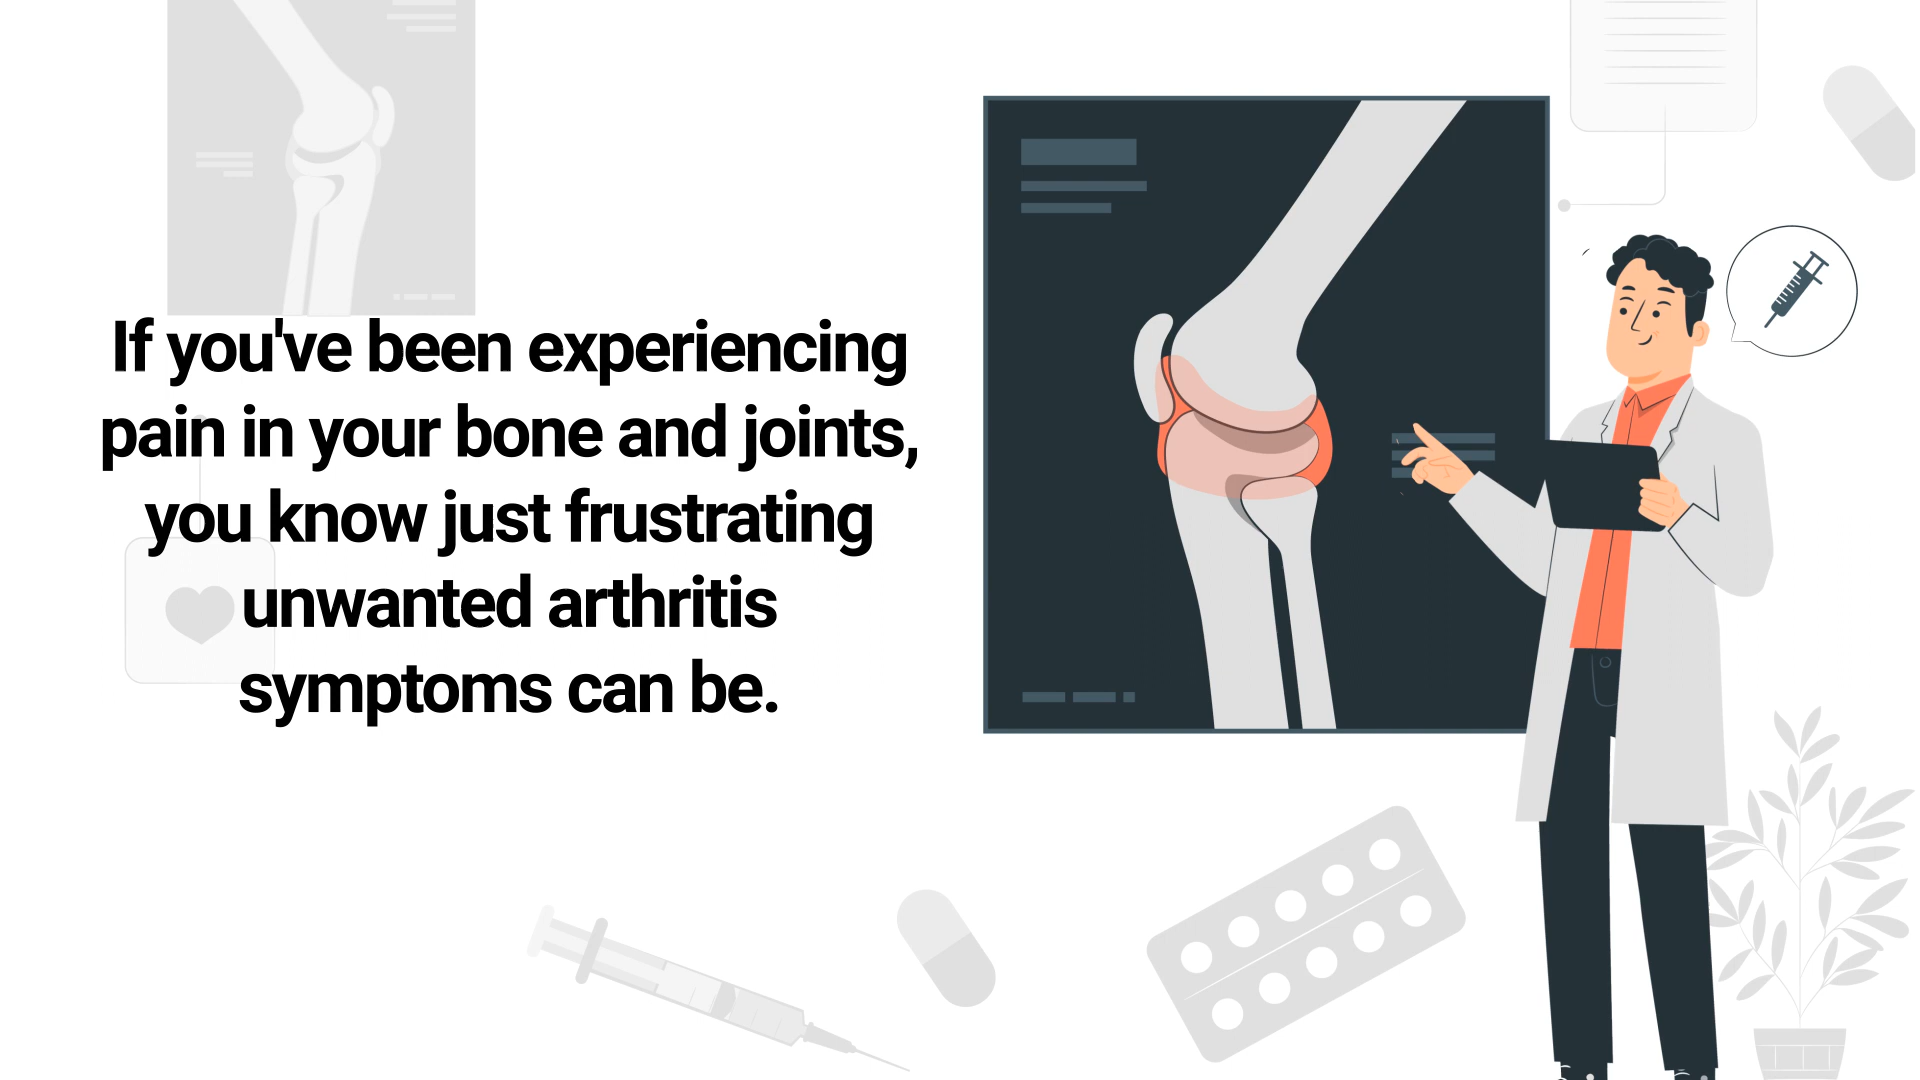 If you've been experiencing
pain in your bone and joints,
you know just frustrating
unwanted arthritis
symptoms can be.